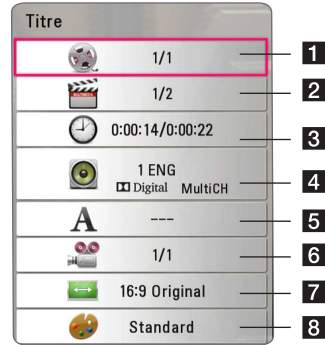 Titre
1/1 1
1/2 2
0:00:14/0:00:22 3
1 ENG
DD Digital MultiCH 4
A --- 5
1/1 6
16:9 Original 7
Standard 8